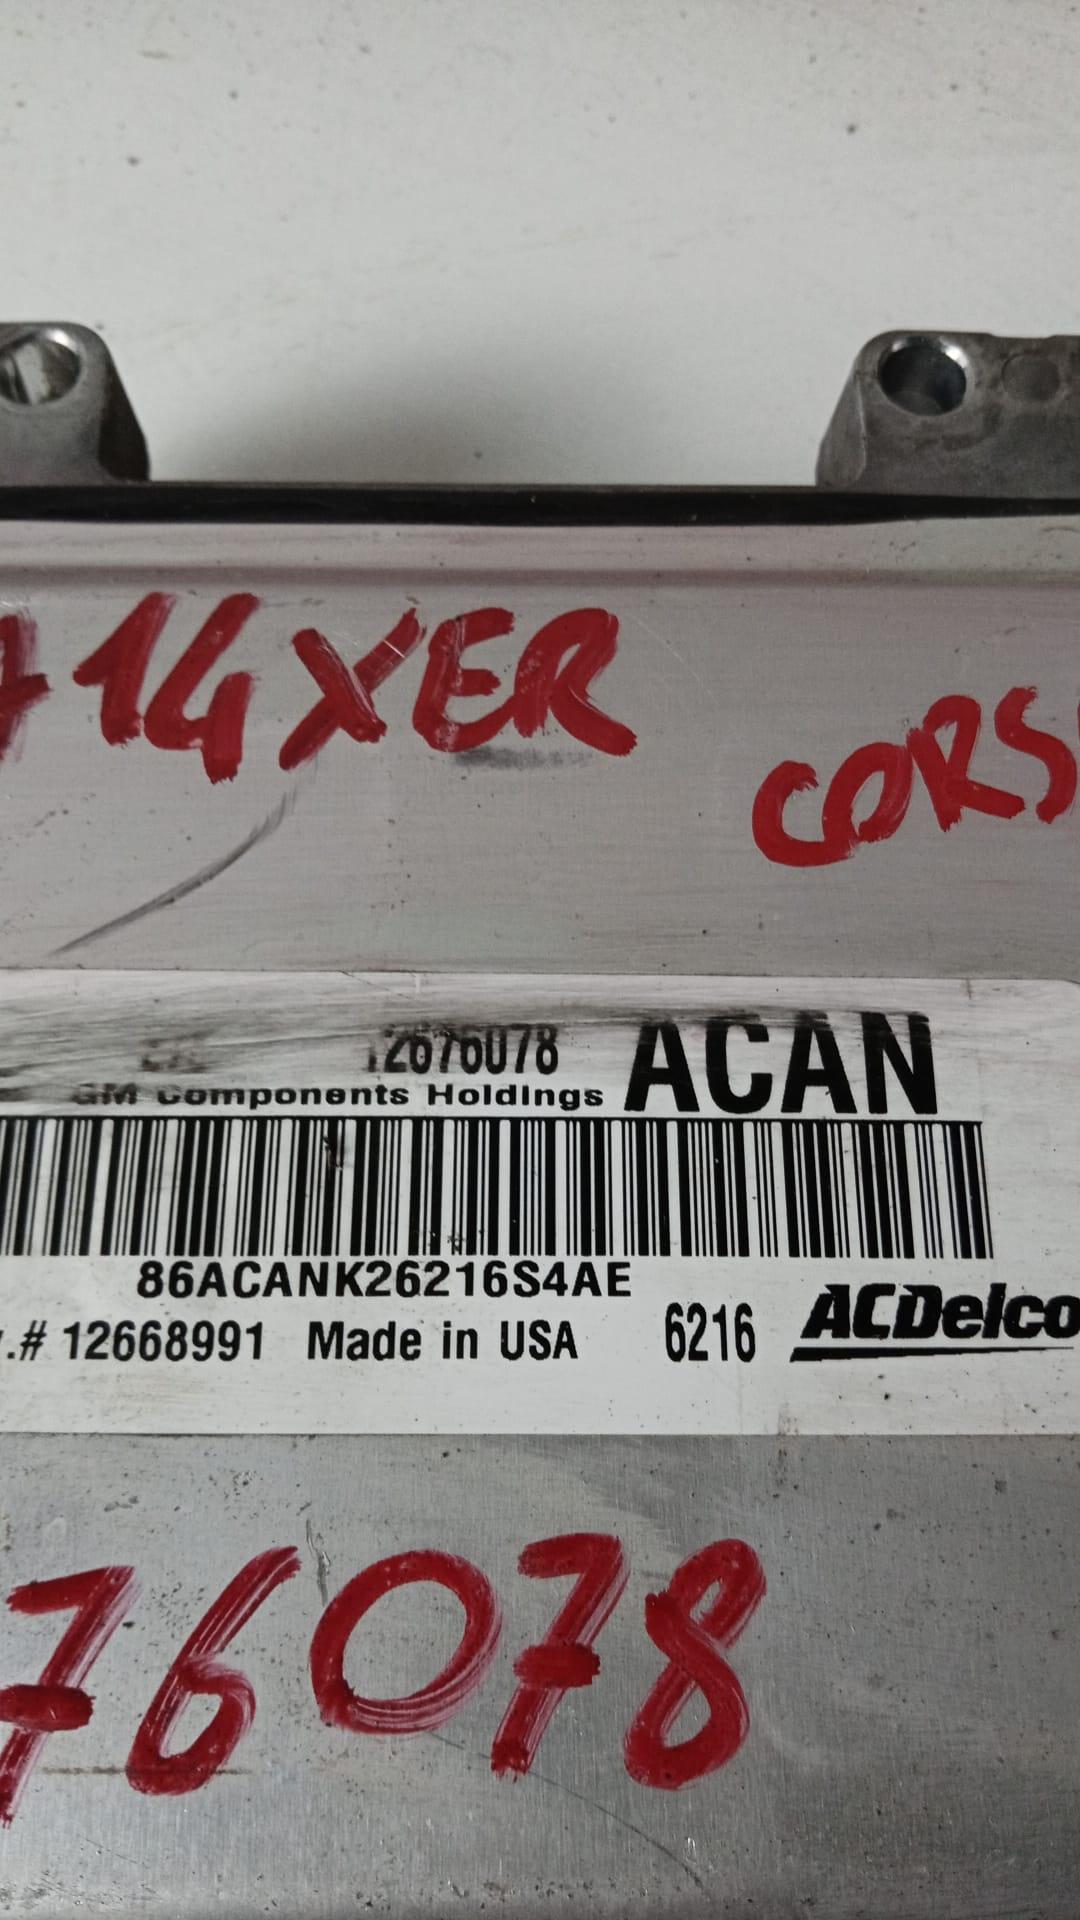 14XER
CORS
12676078 ACAN
GM Components Holdings
86ACANK26216S4AE
.# 12668991 Made in USA 6216 ACDelco
76078